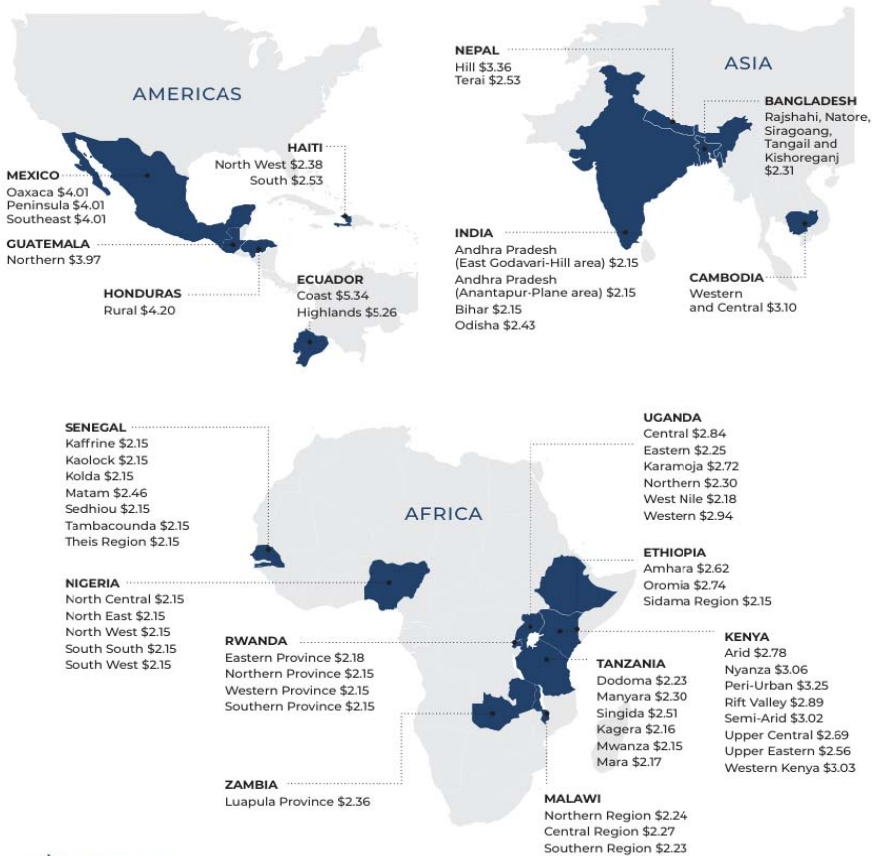 AMERICAS
HAITI
North West $2.38
South $2.53
MEXICO
Oaxaca $4.01
Peninsula $4.01
Southeast $4.01
GUATEMALA
Northern $3.97
HONDURAS
Rural $4.20
ECUADOR
Coast $5.34
Highlands $5.26
ASIA
NEPAL
Hill $3.36
Terai $2.53
BANGLADESH
Rajshahi, Natore,
Siragoang,
Tangail and
Kishoreganj
$2.31
INDIA
Andhra Pradesh
(East Godavari-Hill area) $2.15
Andhra Pradesh
(Anantapur-Plane area) $2.15
Bihar $2.15
Odisha $2.43
CAMBODIA
Western
and Central $3.10
AFRICA
SENEGAL
Kaffrine $2.15
Kaolock $2.15
Kolda $2.15
Matam $2.46
Sedhiou $2.15
Tambacounda $2.15
Theis Region $2.15
NIGERIA
North Central $2.15
North East $2.15
North West $2.15
South South $2.15
South West $2.15
RWANDA
Eastern Province $2.18
Northern Province $2.15
Western Province $2.15
Southern Province $2.15
ZAMBIA
Luapula Province $2.36
UGANDA
Central $2.84
Eastern $2.25
Karamoja $2.72
Northern $2.30
West Nile $2.18
Western $2.94
ETHIOPIA
Amhara $2.62
Oromia $2.74
Sidama Region $2.15
KENYA
Arid $2.78
Nyanza $3.06
Peri-Urban $3.25
Rift Valley $2.89
Semi-Arid $3.02
Upper Central $2.69
Upper Eastern $2.56
Western Kenya $3.03
TANZANIA
Dodoma $2.23
Manyara $2.30
Singida $2.51
Kagera $2.16
Mwanza $2.15
Mara $2.17
MALAWI
Northern Region $2.24
Central Region $2.27
Southern Region $2.23